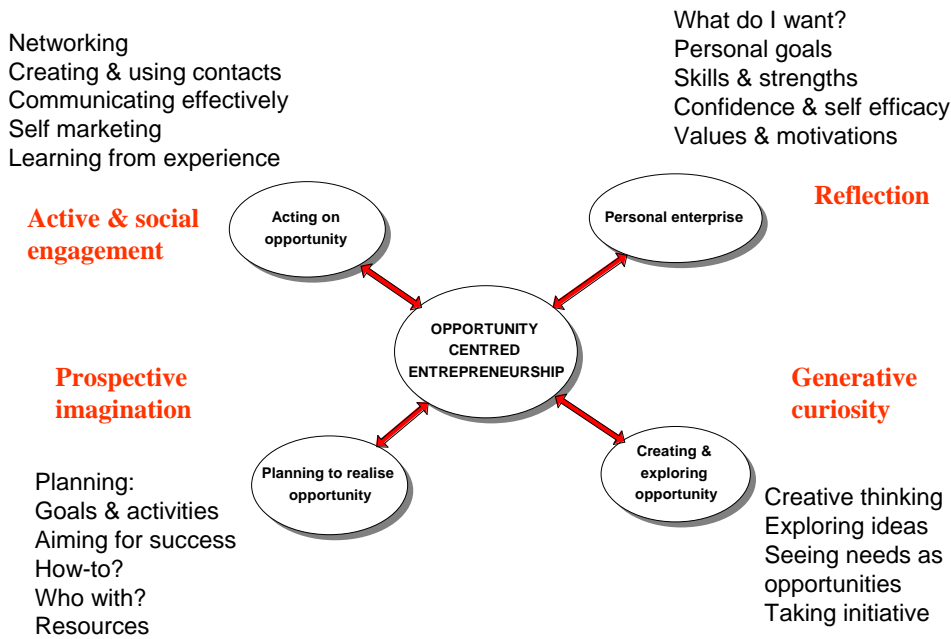 Networking
Creating & using contacts
Communicating effectively
Self marketing
Learning from experience
What do I want?
Personal goals
Skills & strengths
Confidence & self efficacy
Values & motivations
Active & social
engagement
Acting on
opportunity
Personal enterprise
Reflection
OPPORTUNITY
CENTRED
ENTREPRENEURSHIP
Prospective
imagination
Generative
curiosity
Planning to realise
opportunity
Creating &
exploring
opportunity
Planning:
Goals & activities
Aiming for success
How-to?
Who with?
Resources
Creative thinking
Exploring ideas
Seeing needs as
opportunities
Taking initiative